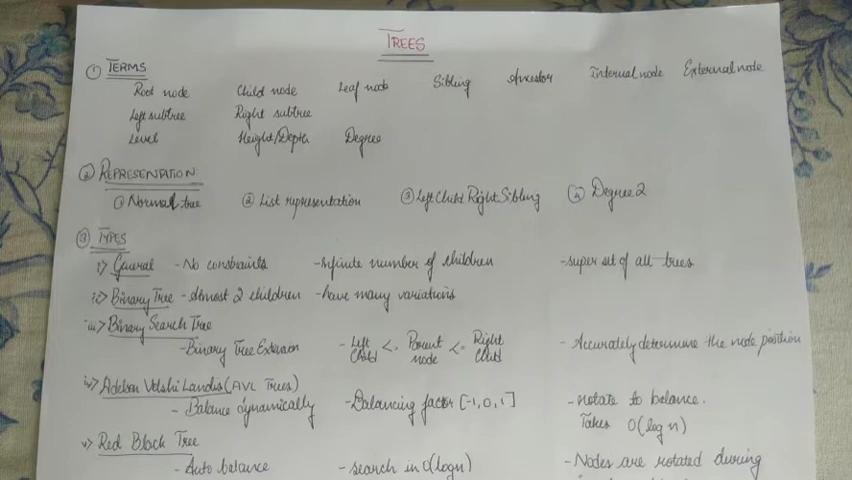 TREES
① TERMS
Root node Child node Leaf node Sibling Ancestor Internal node External node
Left subtree Right subtree
Level Height/Depth Degree
② REPRESENTATION
① Normal tree ② List representation ③ Left Child Right Sibling ④ Degree 2
③ TYPES
i) General - No constraints - Infinite number of children - super set of all trees
ii) Binary Tree - Atmost 2 children - have many variations
iii) Binary Search Tree
- Binary Tree Extension - Left Child <= Parent node <= Right Child - Accurately determine the node position
iv) Adelson Velshi Landis (AVL Trees)
- Balance dynamically - Balancing factor [-1, 0, 1] - rotate to balance.
Takes O(log n)
v) Red Black Tree
- Auto balance - search in O(logn) - Nodes are rotated during